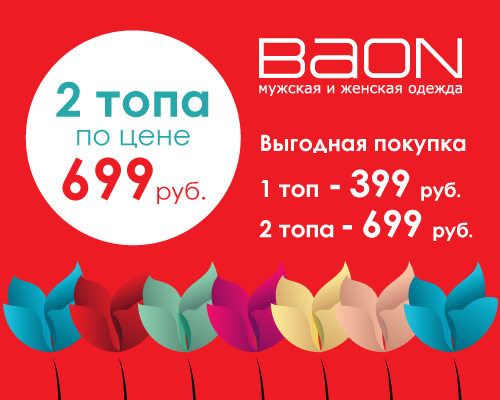 2 топа
по цене
699 руб.
BaON
мужская и женская одежда
Выгодная покупка
1 топ - 399 руб.
2 топа - 699 руб.